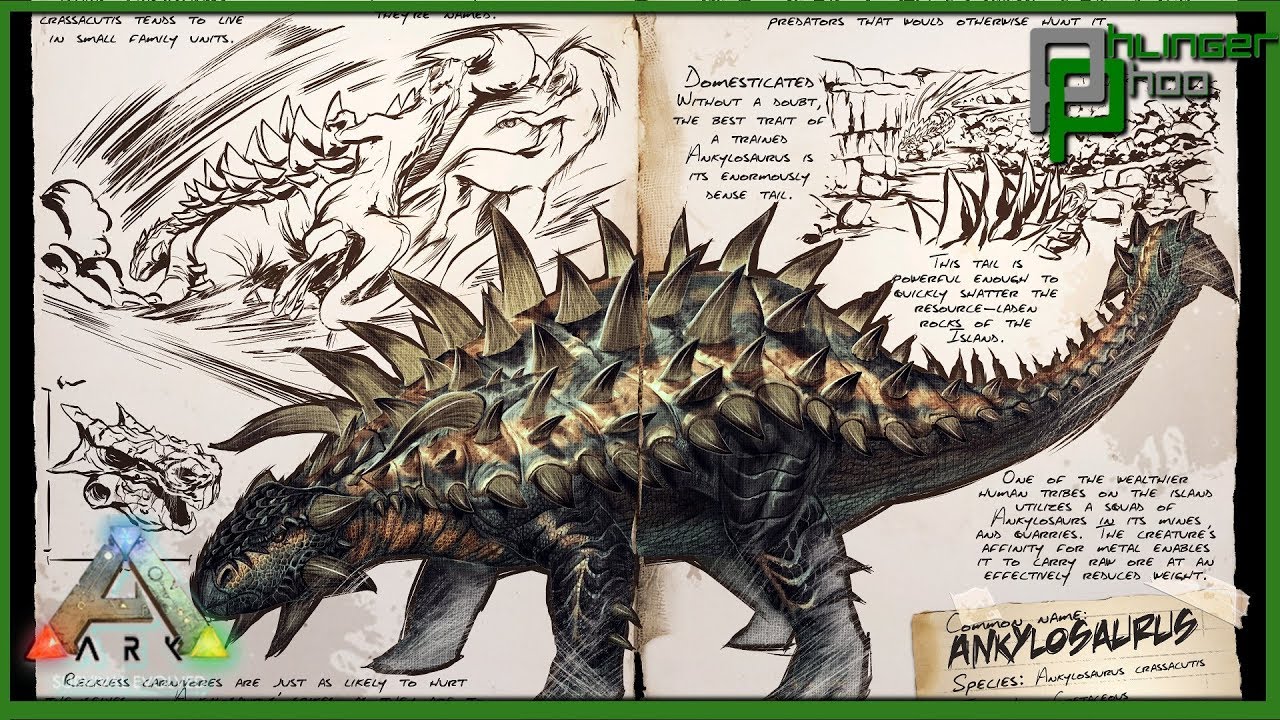 CRASSACUTIS TENDS TO LIVE
IN SMALL FAMILY UNITS.
THEY'RE NAMED.
PREDATORS THAT WOULD OTHERWISE HUNT IT
PHUNGER
PHOO
DOMESTICATED
WITHOUT A DOUBT,
THE BEST TRAIT OF
A TRAINED
ANKYLOSAURUS IS
ITS ENORMOUSLY
DENSE TAIL.
THIS TAIL IS
POWERFUL ENOUGH TO
QUICKLY SHATTER THE
RESOURCE-LADEN
ROCKS OF THE
ISLAND.
ONE OF THE WEALTHIER
HUMAN TRIBES ON THE ISLAND
UTILIZES A SQUAD OF
ANKYLOSAURS IN ITS MINES
AND QUARRIES. THE CREATURE'S
AFFINITY FOR METAL ENABLES
IT TO CARRY RAW ORE AT AN
EFFECTIVELY REDUCED WEIGHT.
COMMON NAME:
ANKYLOSAURUS
SPECIES: ANKYLOSAURUS CRASSACUTIS
CRETACEOUS
ARK
RECKLESS CARNIVORES ARE JUST AS LIKELY TO HURT